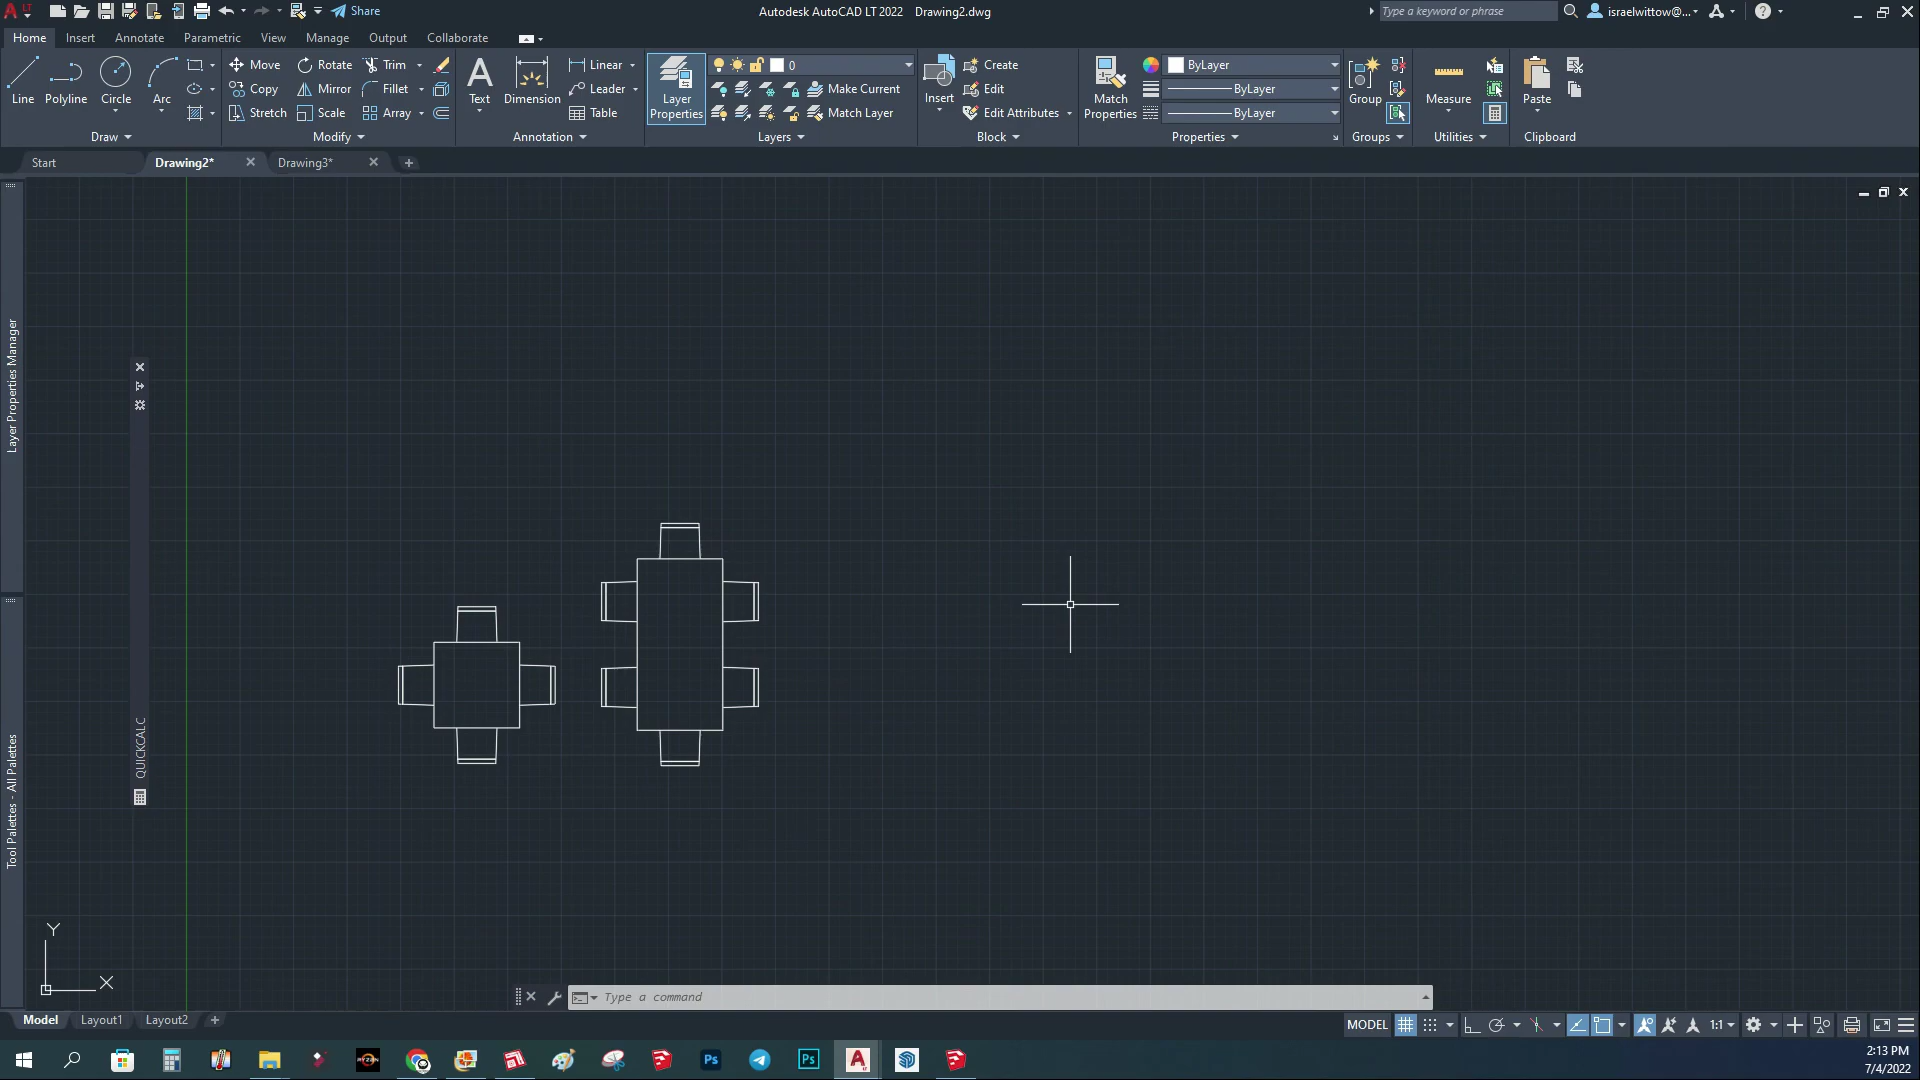 Share
Autodesk AutoCAD LT 2022 Drawing2.dwg
Type a keyword or phrase
israelwittow@...
Home Insert Annotate Parametric View Manage Output Collaborate
Line Polyline Circle Arc
Move Rotate Trim
Copy Mirror Fillet
Stretch Scale Array
Text Dimension
Linear
Leader
Table
Layer Properties
0
Make Current
Match Layer
Insert
Create
Edit
Edit Attributes
Match Properties
ByLayer
ByLayer
ByLayer
Group
Measure
Paste
Draw Modify Annotation Layers Block Properties Groups Utilities Clipboard
Start Drawing2* Drawing3*
Layer Properties Manager
QUICKCALC
Tool Palettes - All Palettes
Y
X
Type a command
Model Layout1 Layout2
MODEL
1:1
RYZEN
Ps
Ps
A
LT
2:13 PM
7/4/2022